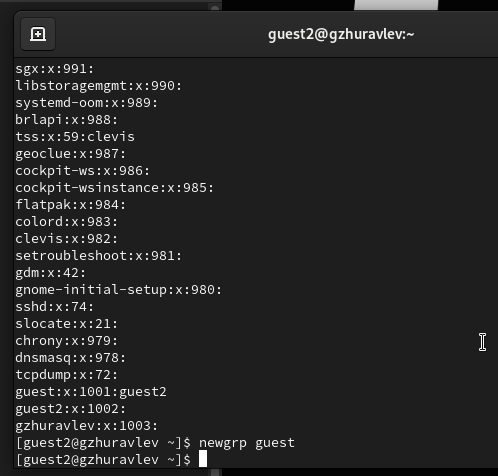 guest2@gzhuravlev:~
sgx:x:991:
libstoragemgmt:x:990:
systemd-oom:x:989:
brlapi:x:988:
tss:x:59:clevis
geoclue:x:987:
cockpit-ws:x:986:
cockpit-wsinstance:x:985:
flatpak:x:984:
colord:x:983:
clevis:x:982:
setroubleshoot:x:981:
gdm:x:42:
gnome-initial-setup:x:980:
sshd:x:74:
slocate:x:21:
chrony:x:979:
dnsmasq:x:978:
tcpdump:x:72:
guest:x:1001:guest2
guest2:x:1002:
gzhuravlev:x:1003:
[guest2@gzhuravlev ~]$ newgrp guest
[guest2@gzhuravlev ~]$